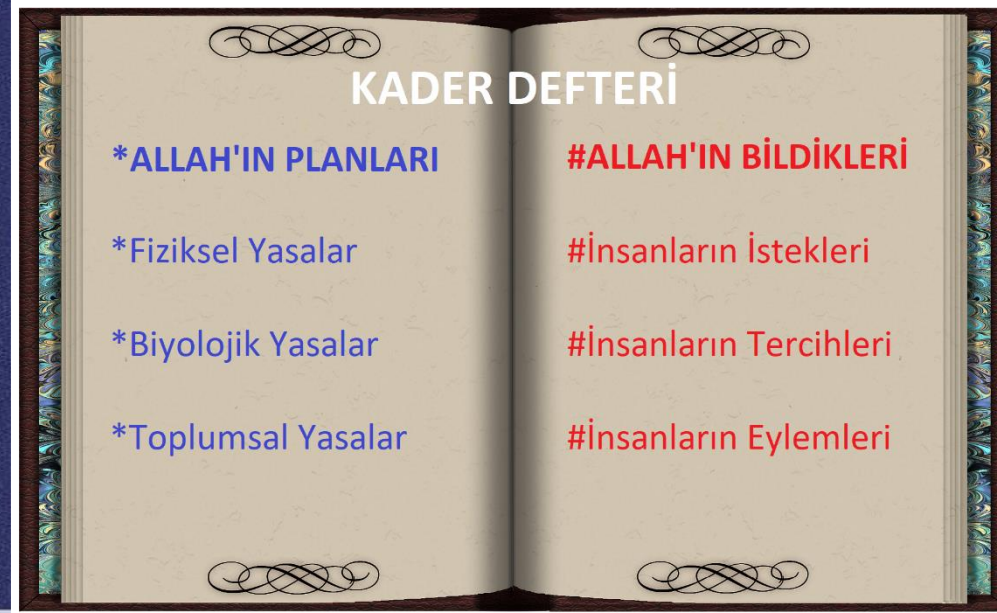 KADER DEFTERİ
*ALLAH'IN PLANLARI
*Fiziksel Yasalar
*Biyolojik Yasalar
*Toplumsal Yasalar
#ALLAH'IN BİLDİKLERİ
#İnsanların İstekleri
#İnsanların Tercihleri
#İnsanların Eylemleri